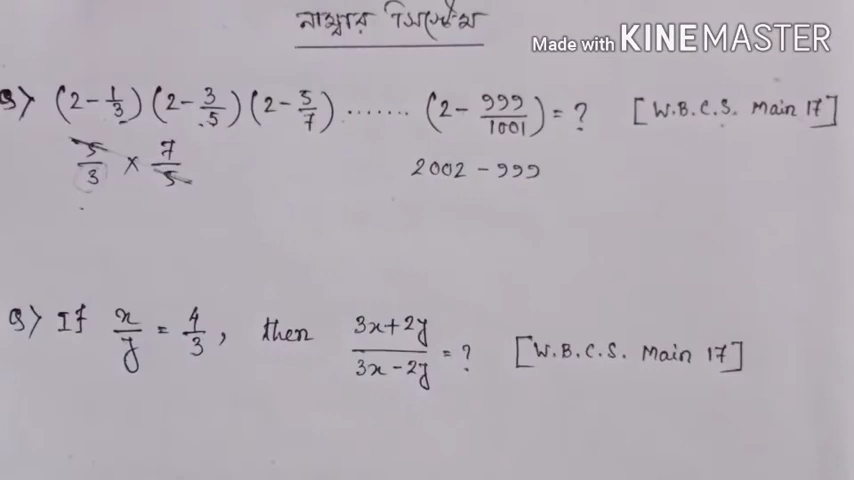 নাম্বার সিস্টেম
Made with KINEMASTER
Q> (2 - 1/3) (2 - 3/5) (2 - 5/7) ....... (2 - 999/1001) = ? [W.B.C.S. Main 17]
5/3 × 7/5 2002 - 999
Q> If x/y = 4/3, then 3x+2y/3x-2y = ? [W.B.C.S. Main 17]